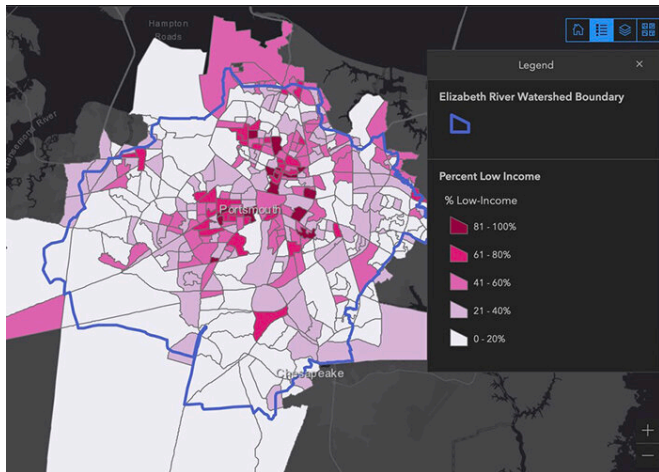 Hampton
Roads
River
Portsmouth
Chesapeake
Legend
Elizabeth River Watershed Boundary
Percent Low Income
% Low-Income
81 - 100%
61 - 80%
41 - 60%
21 - 40%
0 - 20%